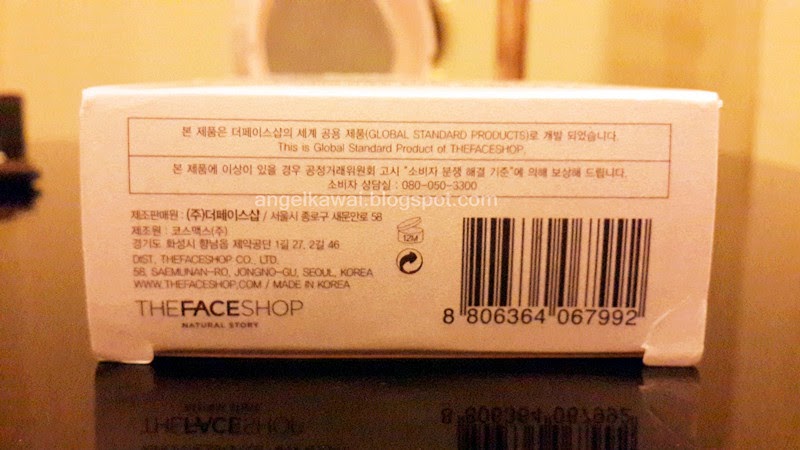 본 제품은 더페이스샵의 세계 공용 제품(GLOBAL STANDARD PRODUCTS)로 개발 되었습니다.
This is Global Standard Product of THEFACESHOP.
본 제품에 이상이 있을 경우 공정거래위원회 고시 "소비자 분쟁 해결 기준"에 의해 보상해 드립니다.
소비자 상담실 : 080-050-3300
angelkawai.blogspot.com
제조판매원 : (주)더페이스샵 / 서울시 종로구 새문안로 58
제조원 : 코스맥스(주)
경기도 화성시 향남읍 제약공단 1길 27, 2길 46
DIST. THEFACESHOP CO., LTD.
58, SAEMUNAN-RO, JONGNO-GU, SEOUL, KOREA
WWW.THEFACESHOP.COM / MADE IN KOREA
12M
THEFACESHOP
NATURAL STORY
8 806364 067992